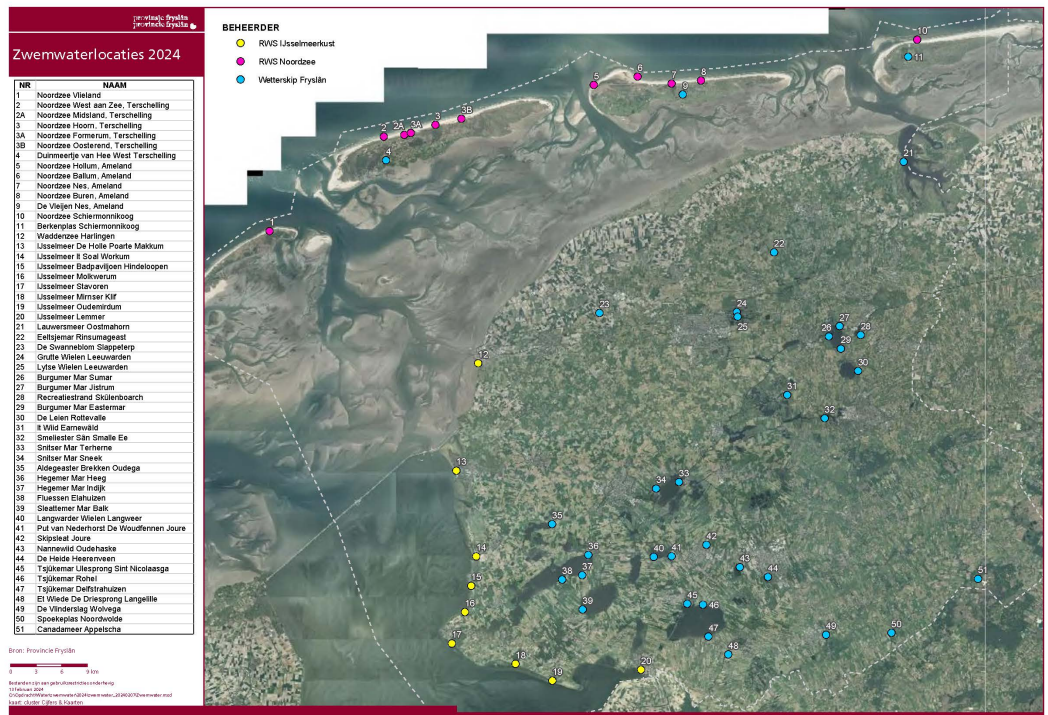 provinsje fryslân
provincie fryslân
Zwemwaterlocaties 2024
NR NAAM
1 Noordzee Vlieland
2 Noordzee West aan Zee, Terschelling
2A Noordzee Midsland, Terschelling
3 Noordzee Hoorn, Terschelling
3A Noordzee Formerum, Terschelling
3B Noordzee Oosterend, Terschelling
4 Duinmeertje van Hee West Terschelling
5 Noordzee Hollum, Ameland
6 Noordzee Ballum, Ameland
7 Noordzee Nes, Ameland
8 Noordzee Buren, Ameland
9 De Vleijen Nes, Ameland
10 Noordzee Schiermonnikoog
11 Berkenplas Schiermonnikoog
12 Waddenzee Harlingen
13 IJsselmeer De Holle Poarte Makkum
14 IJsselmeer It Soal Workum
15 IJsselmeer Badpaviljoen Hindeloopen
16 IJsselmeer Molkwerum
17 IJsselmeer Stavoren
18 IJsselmeer Mirnser Klif
19 IJsselmeer Oudemirdum
20 IJsselmeer Lemmer
21 Lauwersmeer Oostmahorn
22 Eeltsjemar Rinsumageast
23 De Swanneblom Slappeterp
24 Grutte Wielen Leeuwarden
25 Lytse Wielen Leeuwarden
26 Burgumer Mar Sumar
27 Burgumer Mar Jistrum
28 Recreatiestrand Skûlenboarch
29 Burgumer Mar Eastermar
30 De Leien Rottevalle
31 It Wiid Earnewâld
32 Smeliester Sân Smalle Ee
33 Snitser Mar Terherne
34 Snitser Mar Sneek
35 Aldegeaster Brekken Oudega
36 Hegemer Mar Heeg
37 Hegemer Mar Indijk
38 Fluessen Elahuizen
39 Sleattemer Mar Balk
40 Langwarder Wielen Langweer
41 Put van Nederhorst De Woudfennen Joure
42 Skipsleat Joure
43 Nannewiid Oudehaske
44 De Heide Heerenveen
45 Tsjûkemar Ulesprong Sint Nicolaasga
46 Tsjûkemar Rohel
47 Tsjûkemar Delfstrahuizen
48 Et Wiede De Driesprong Langelille
49 De Vlinderslag Wolvega
50 Spoekeplas Noordwolde
51 Canadameer Appelscha
Bron: Provincie Fryslân
0 3 6 9 km
Bestanden zijn aan gebruiksrestricties onderhevig
13 februari 2024
kaart: cluster Cijfers & Kaarten
BEHEERDER
RWS IJsselmeerkust
RWS Noordzee
Wetterskip Fryslân
10
11
6
5
7
8
9
3B
3
2
2A
3A
4
21
1
22
23
24
25
27
26
28
29
12
30
31
32
13
33
34
35
42
14
36
40
41
43
38
37
44
51
15
16
39
45
46
17
47
49
50
48
18
19
20